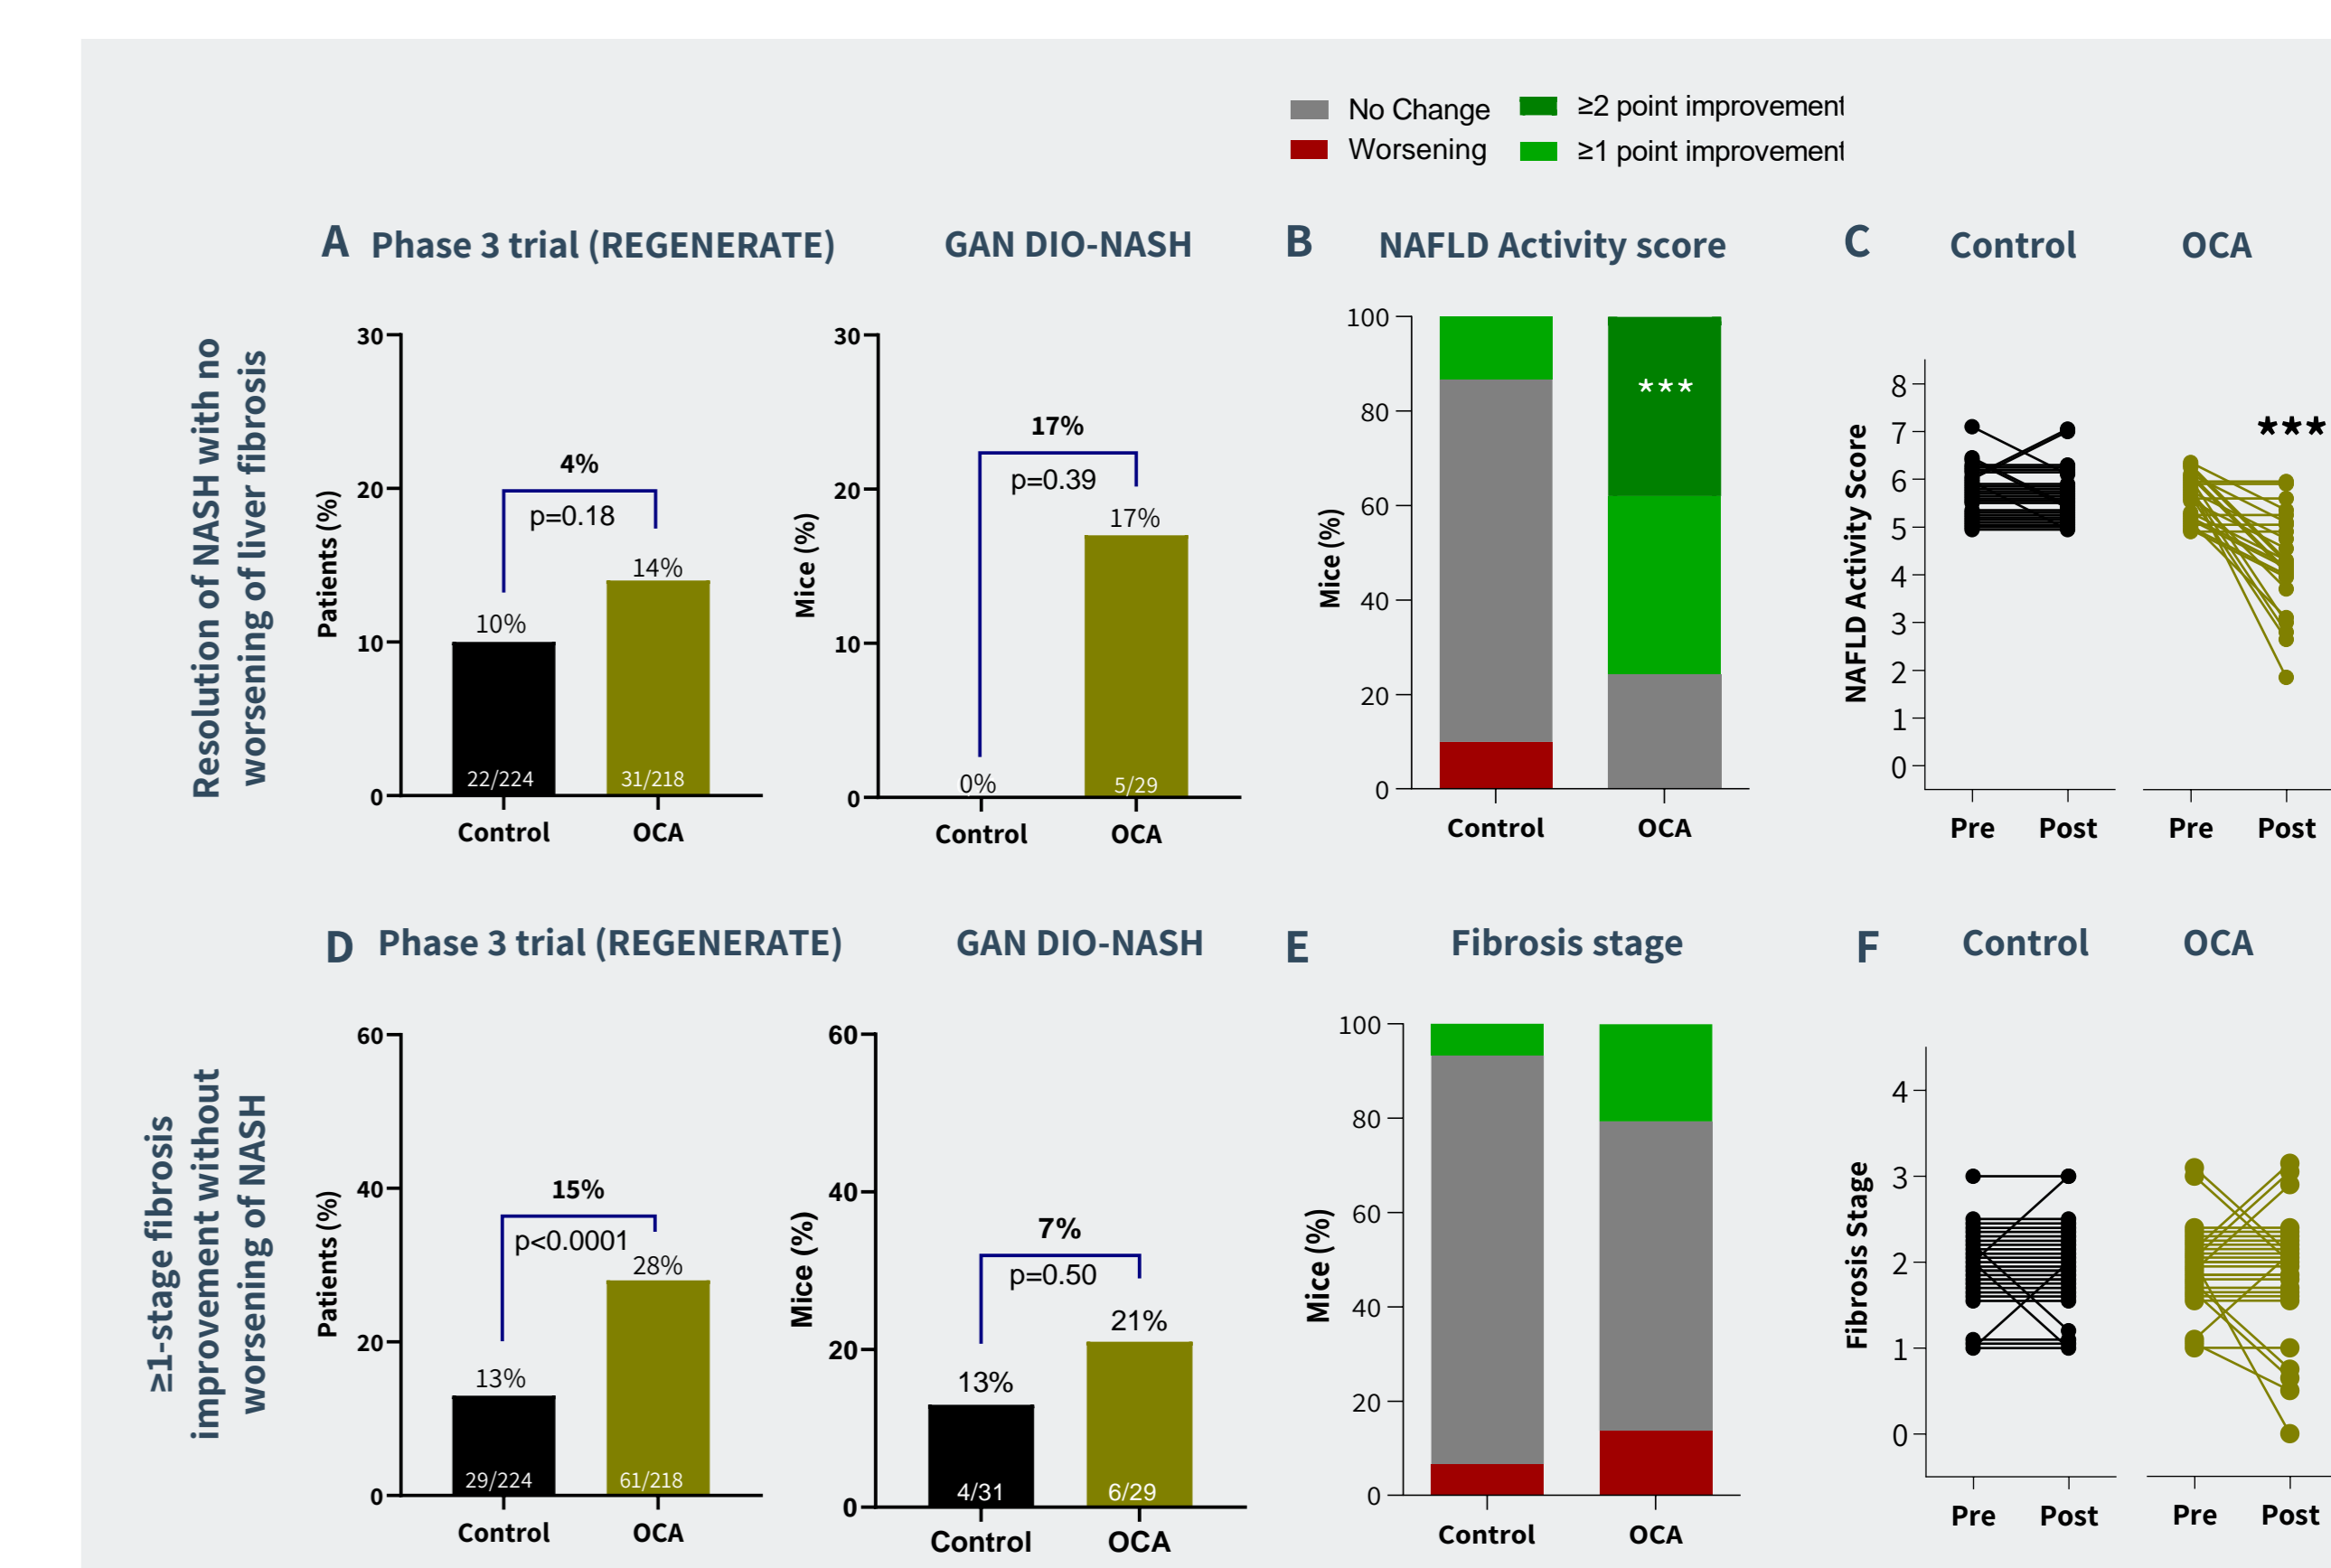 No Change
≥2 point improvement
Worsening
≥1 point improvement
A
Phase 3 trial (REGENERATE)
GAN DIO-NASH
B
NAFLD Activity score
C
Control
OCA
Resolution of NASH with no
worsening of liver fibrosis
Patients (%)
30
20
10
0
4%
p=0.18
10%
14%
22/224
31/218
Control
OCA
Mice (%)
30
20
10
0
17%
p=0.39
0%
17%
5/29
Control
OCA
Mice (%)
100
80
60
40
20
0
***
Control
OCA
NAFLD Activity Score
8
7
6
5
4
3
2
1
0
***
Pre
Post
Pre
Post
D
Phase 3 trial (REGENERATE)
GAN DIO-NASH
E
Fibrosis stage
F
Control
OCA
≥1-stage fibrosis
improvement without
worsening of NASH
Patients (%)
60
40
20
0
15%
p<0.0001
13%
28%
29/224
61/218
Control
OCA
Mice (%)
60
40
20
0
7%
p=0.50
13%
21%
4/31
6/29
Control
OCA
Mice (%)
100
80
60
40
20
0
Control
OCA
Fibrosis Stage
4
3
2
1
0
Pre
Post
Pre
Post